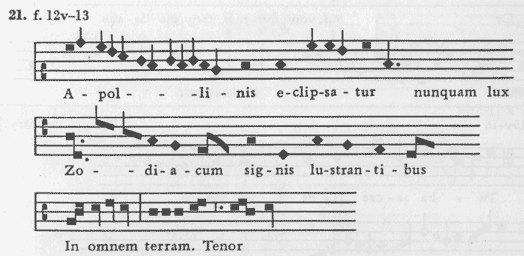 21. f. 12v–13
A - pol - - - li - nis e-clip-sa - tur nunquam lux
Zo - - di - a - cum sig - nis lu-stran-ti - bus
In omnem terram. Tenor